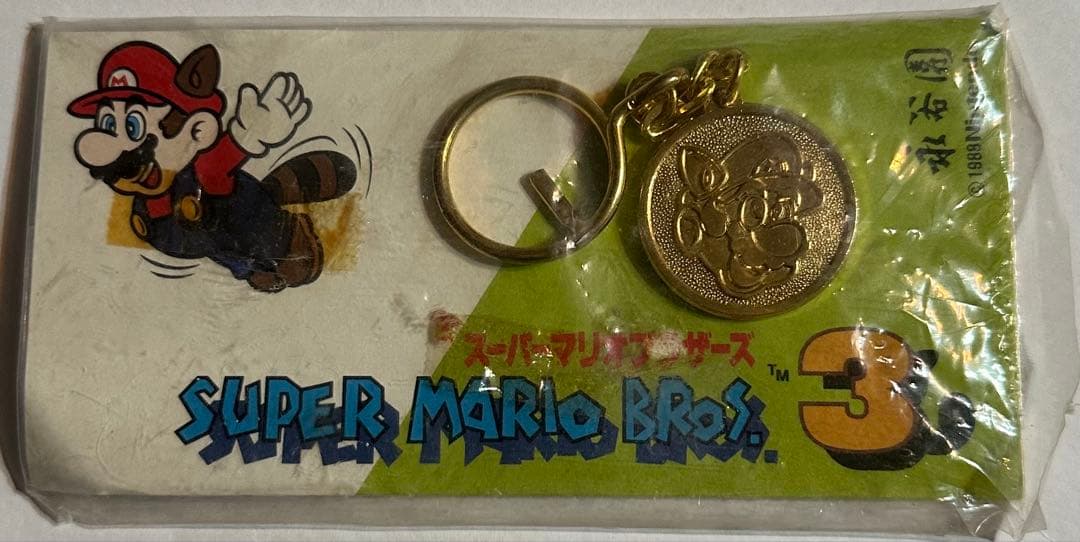 M
永谷園
©1988 Nintendo
スーパーマリオブラザーズ
SUPER MARIO BROS.™ 3